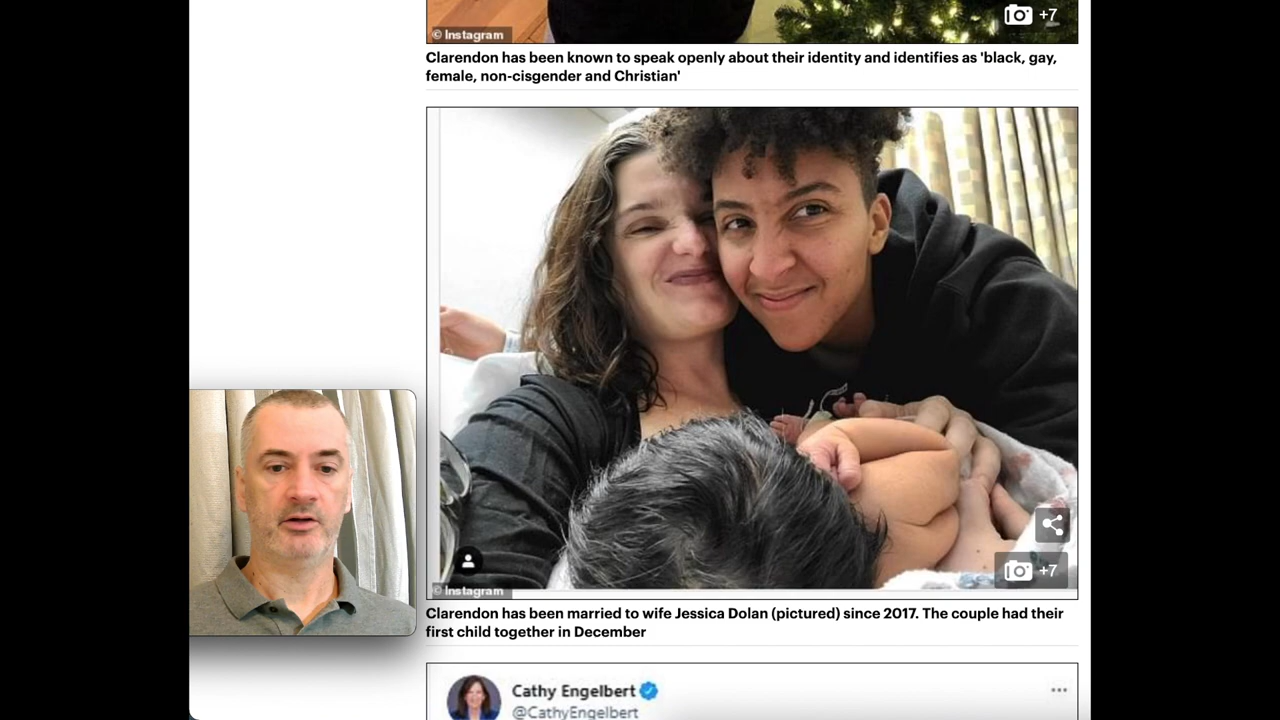 +7
© Instagram
Clarendon has been known to speak openly about their identity and identifies as 'black, gay,
female, non-cisgender and Christian'
+7
© Instagram
Clarendon has been married to wife Jessica Dolan (pictured) since 2017. The couple had their
first child together in December
Cathy Engelbert
@CathyEngelbert